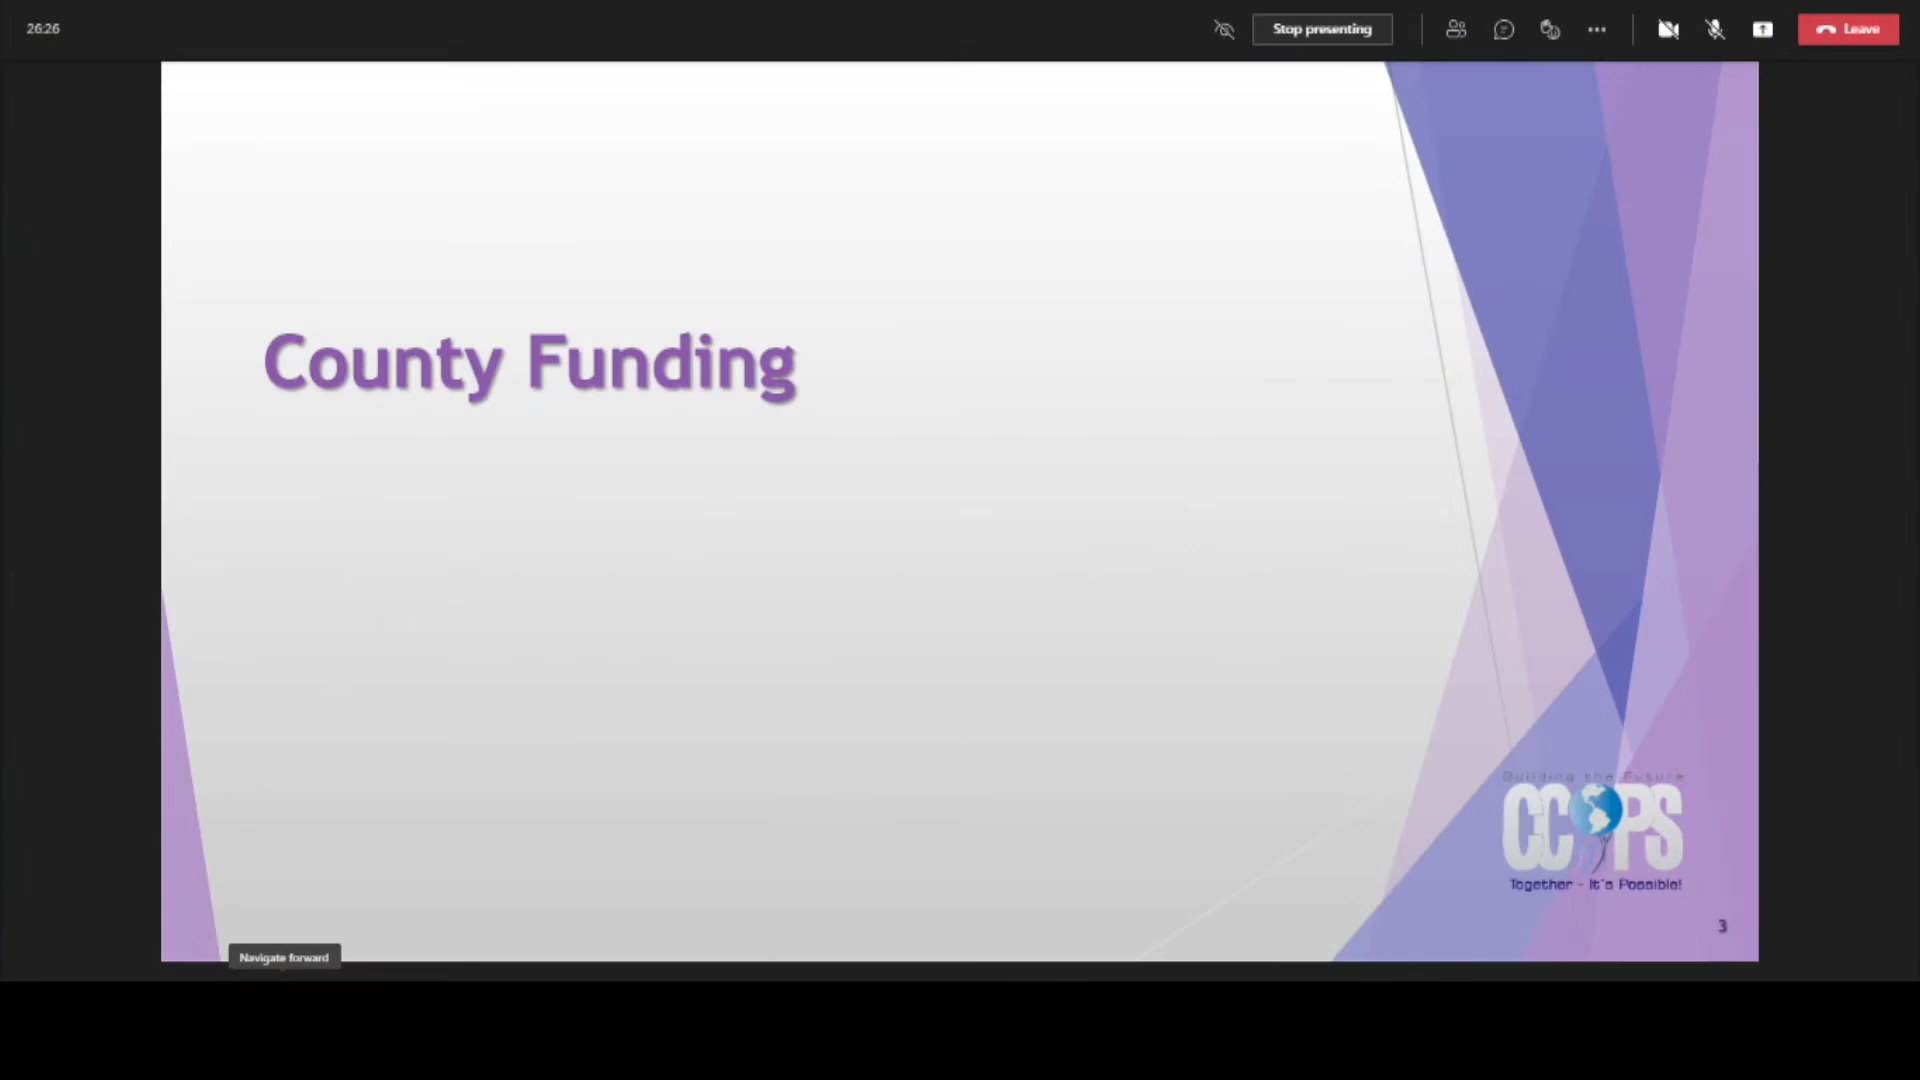 26:26
Stop presenting
Leave
County Funding
Building the Future
CCPS
Together - It's Possible!
3
Navigate forward